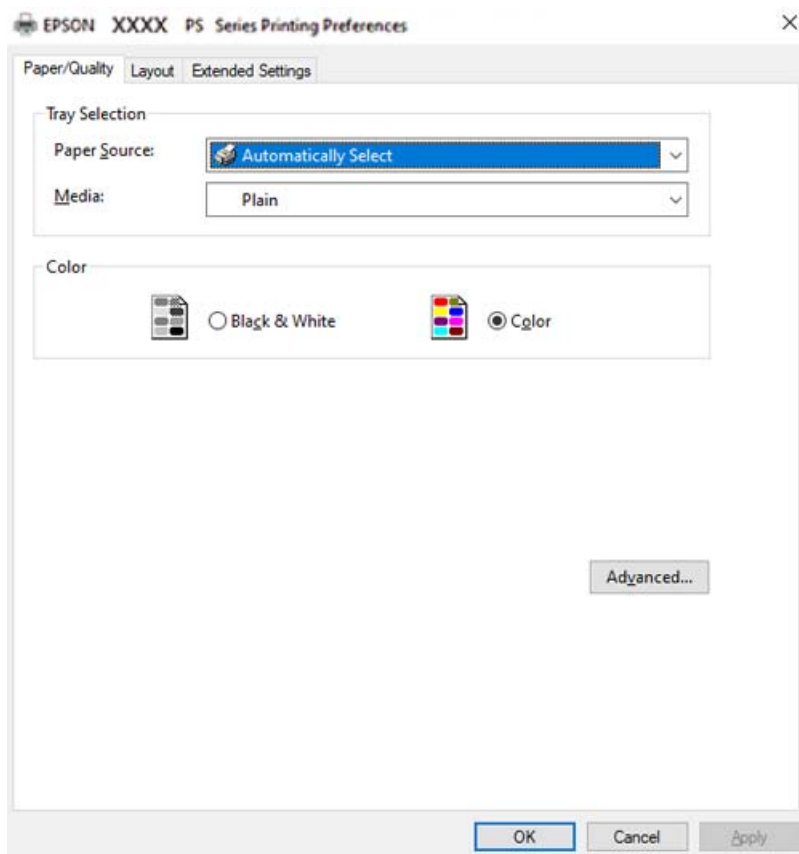 EPSON XXXX PS Series Printing Preferences
Paper/Quality Layout Extended Settings
Tray Selection
Paper Source: Automatically Select
Media: Plain
Color
Black & White Color
Advanced...
OK Cancel Apply